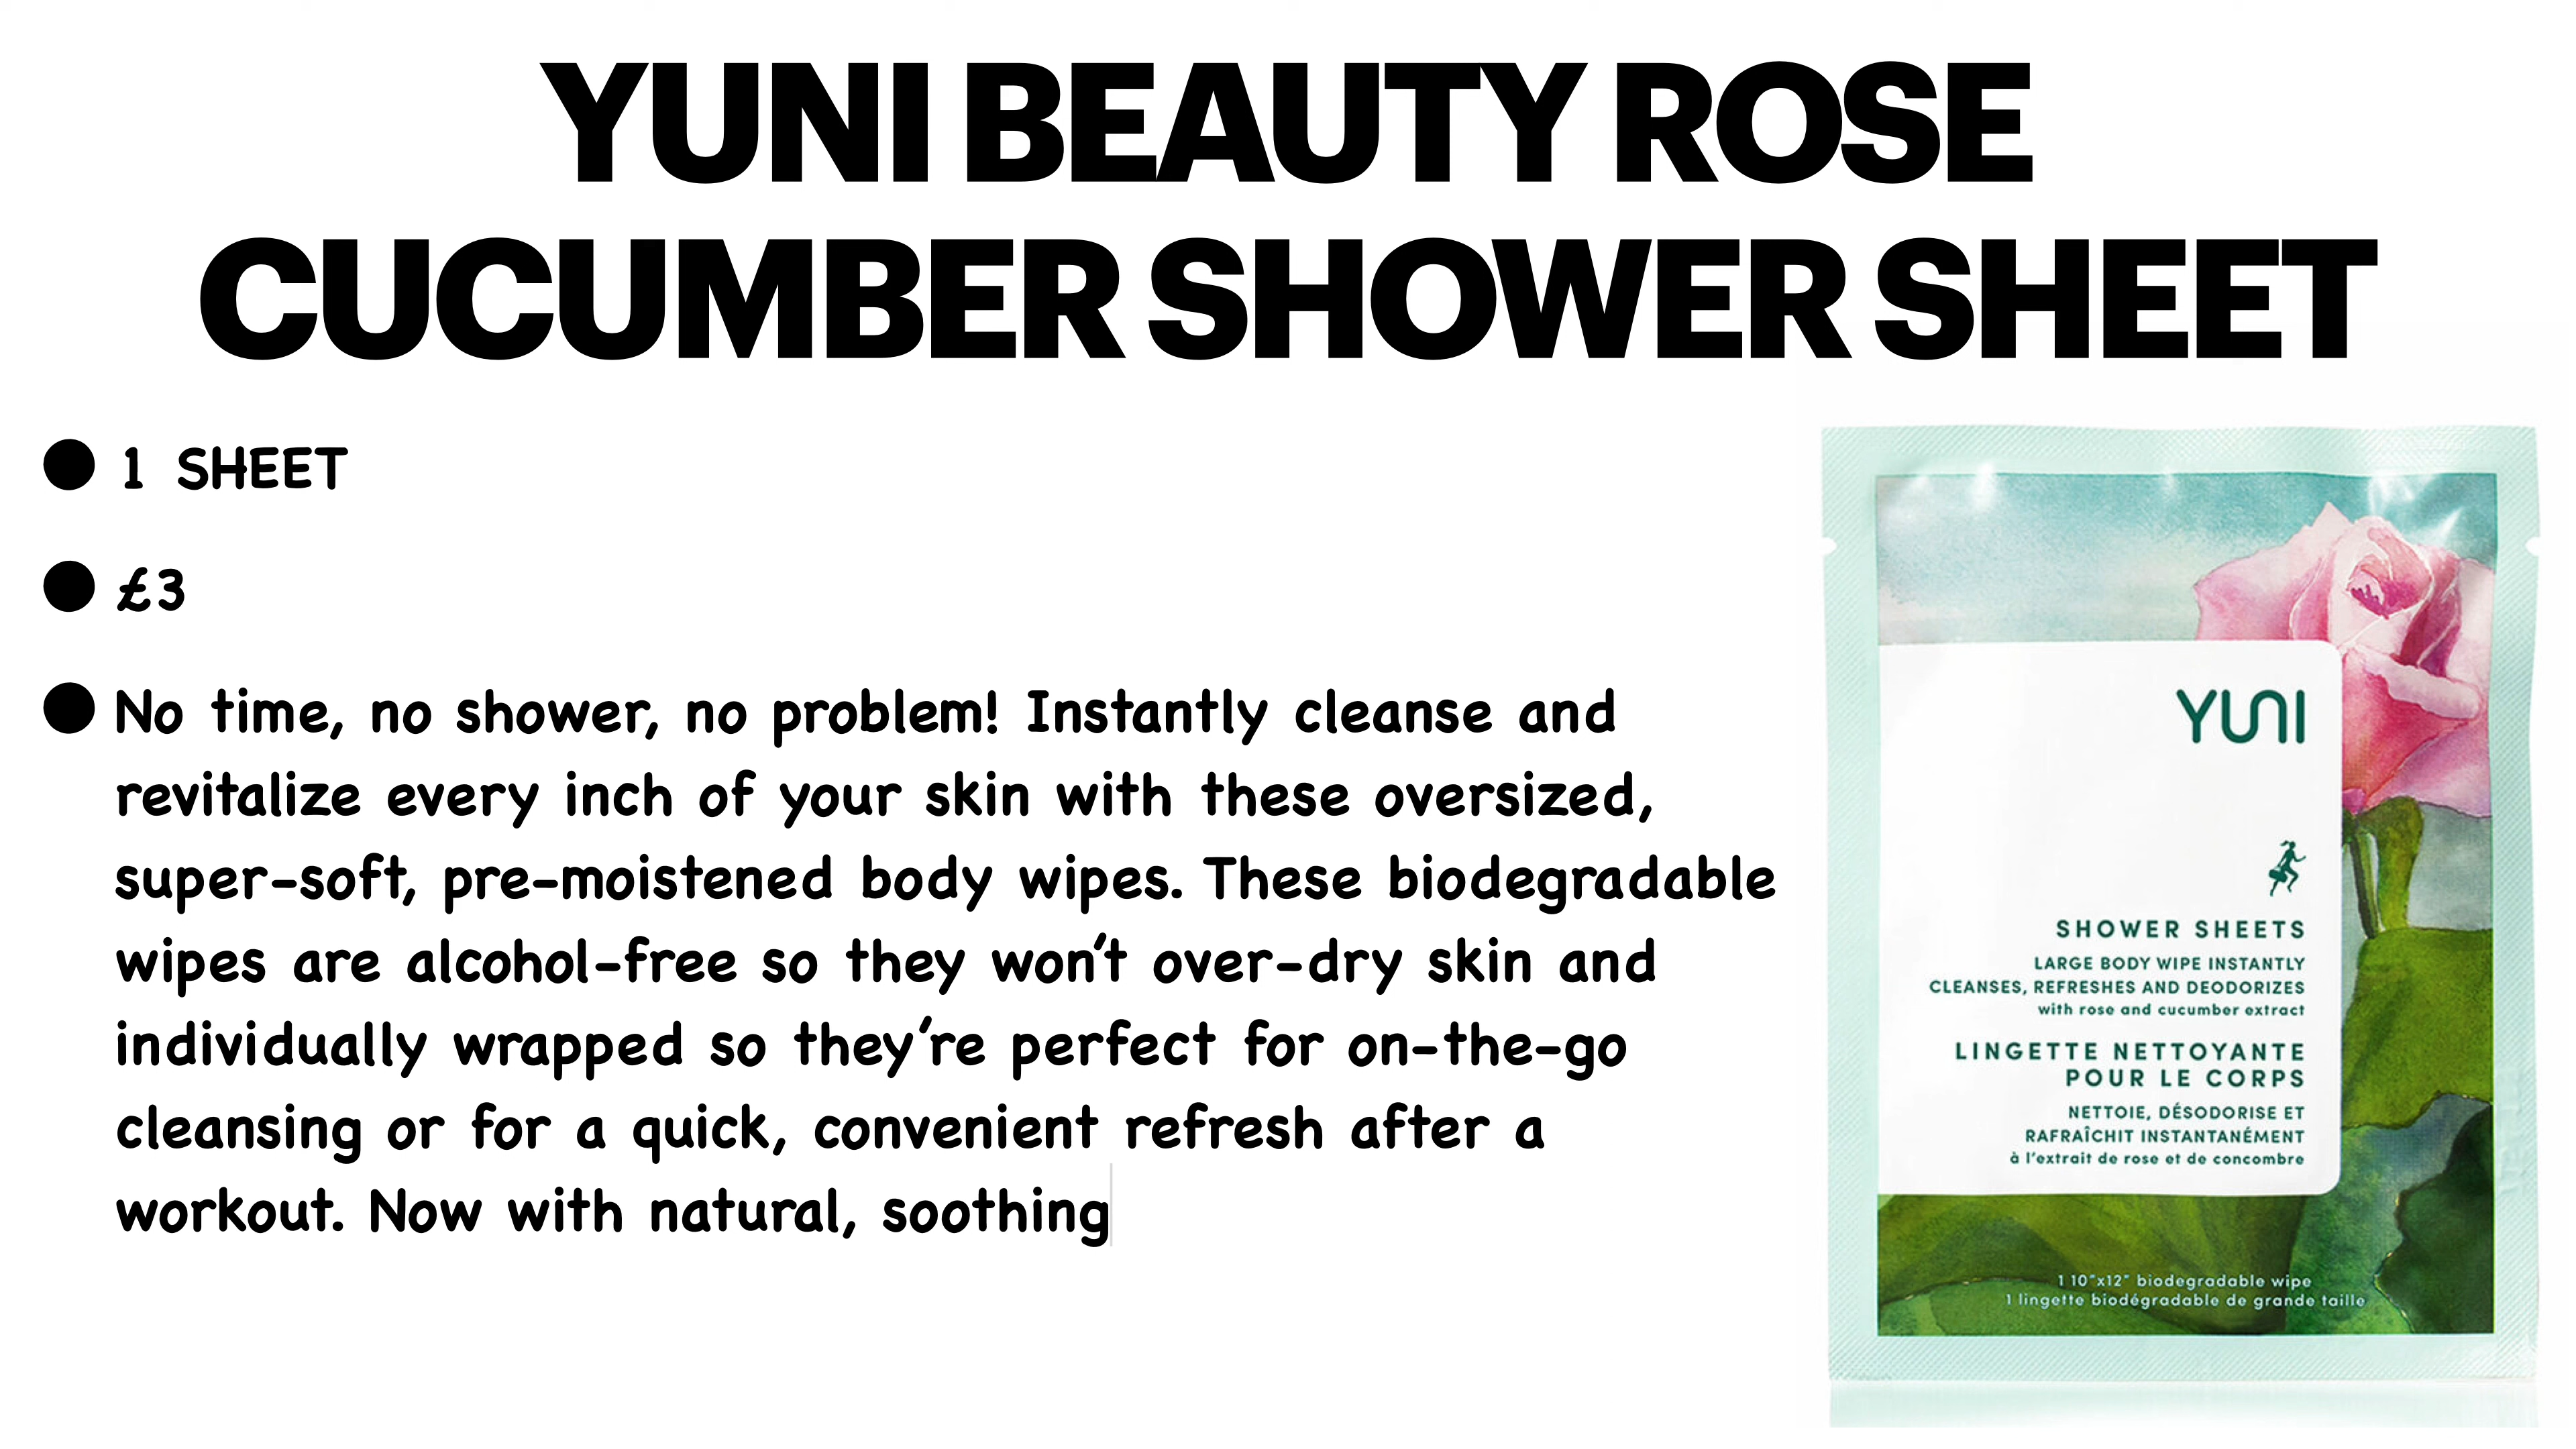 YUNI BEAUTY ROSE
CUCUMBER SHOWER SHEET
● 1 SHEET
● £3
● No time, no shower, no problem! Instantly cleanse and
revitalize every inch of your skin with these oversized,
super-soft, pre-moistened body wipes. These biodegradable
wipes are alcohol-free so they won't over-dry skin and
individually wrapped so they're perfect for on-the-go
cleansing or for a quick, convenient refresh after a
workout. Now with natural, soothing
YUNI
SHOWER SHEETS
LARGE BODY WIPE INSTANTLY
CLEANSES, REFRESHES AND DEODORIZES
with rose and cucumber extract
LINGETTE NETTOYANTE
POUR LE CORPS
NETTOIE, DÉSODORISE ET
RAFRAÎCHIT INSTANTANÉMENT
à l'extrait de rose et de concombre
1 10"x12" biodegradable wipe
1 lingette biodégradable de grande taille